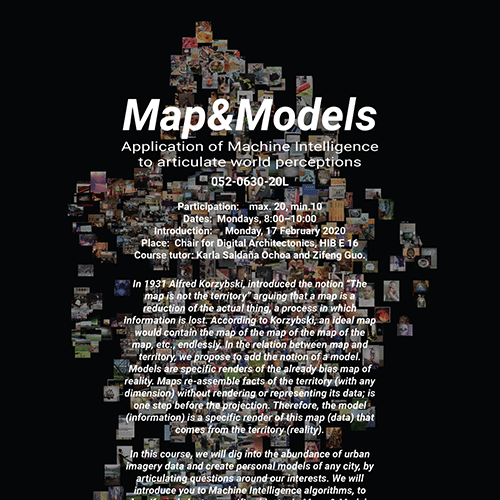 Map&Models
Application of Machine Intelligence
to articulate world perceptions
052-0630-20L
Participation: max. 20, min.10
Dates: Mondays, 8:00–10:00
Introduction: , Monday, 17 February 2020
Place: Chair for Digital Architectonics, HIB E 16
Course tutor: Karla Saldaña Ochoa and Zifeng Guo.
In 1931 Alfred Korzybski, introduced the notion "The
map is not the territory" arguing that a map is a
reduction of the actual thing, a process in which
information is lost. According to Korzybski, an ideal map
would contain the map of the map of the map of the
map, etc., endlessly. In the relation between map and
territory, we propose to add the notion of a model.
Models are specific renders of the already bias map of
reality. Maps re-assemble facts of the territory (with any
dimension) without rendering or representing its data; is
one step before the projection. Therefore, the model
(information) is a specific render of this map (data) that
comes from the territory (reality).
In this course, we will dig into the abundance of urban
imagery data and create personal models of any city, by
articulating questions around our interests. We will
introduce you to Machine Intelligence algorithms, to